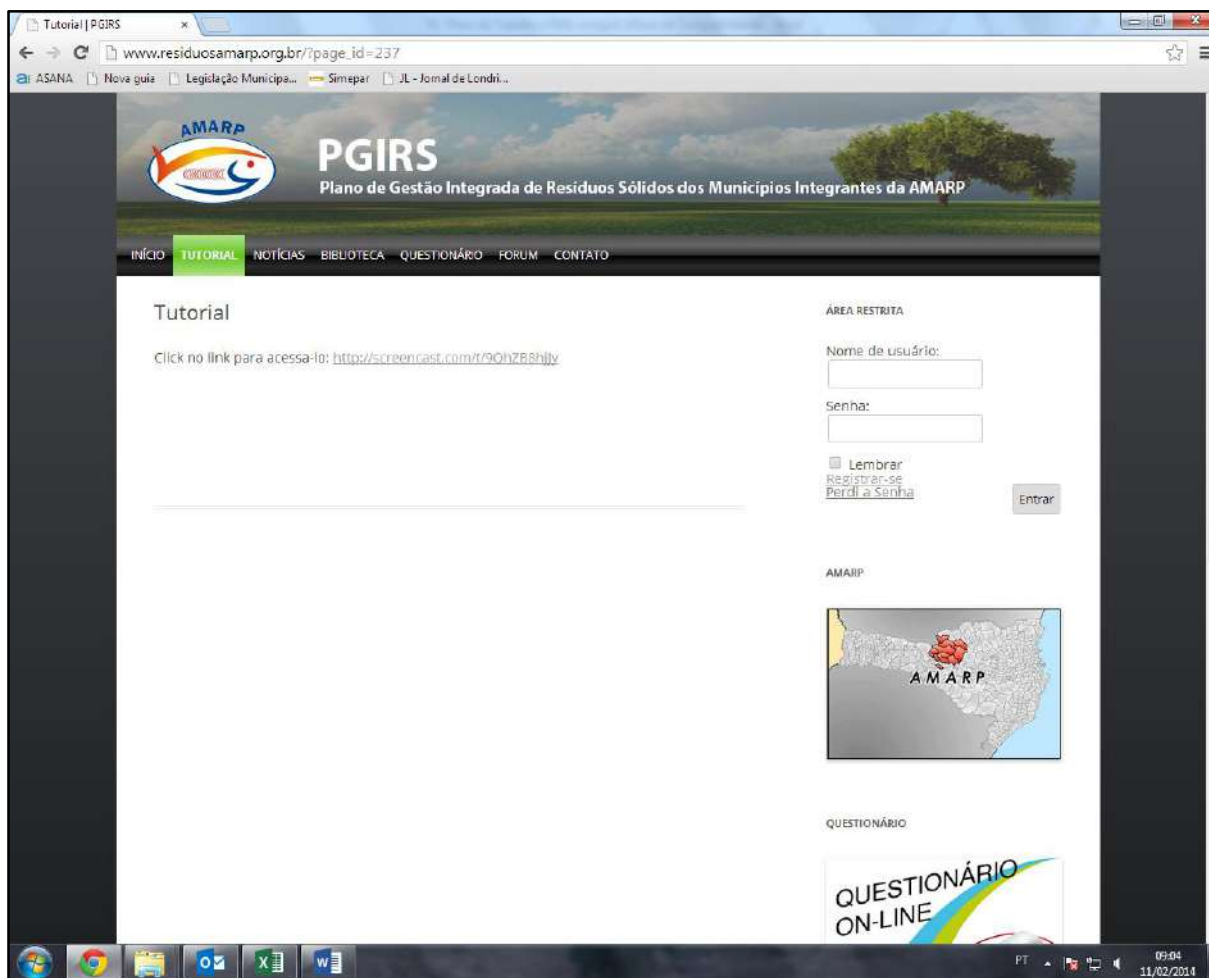 Tutorial | PGIRS
www.residuosamarp.org.br/?page_id=237
ASANA Nova guia Legislação Municipa... Simepar JL - Jornal de Londri...
AMARP
PGIRS
Plano de Gestão Integrada de Resíduos Sólidos dos Municípios Integrantes da AMARP
INÍCIO TUTORIAL NOTÍCIAS BIBLIOTECA QUESTIONÁRIO FORUM CONTATO
Tutorial
Click no link para acessa-lo: http://screencast.com/t/9OhZB8hjJy
ÁREA RESTRITA
Nome de usuário:
Senha:
Lembrar
Registrar-se
Perdi a Senha
Entrar
AMARP
AMARP
QUESTIONÁRIO
QUESTIONÁRIO
ON-LINE
PT
09:04
11/02/2014